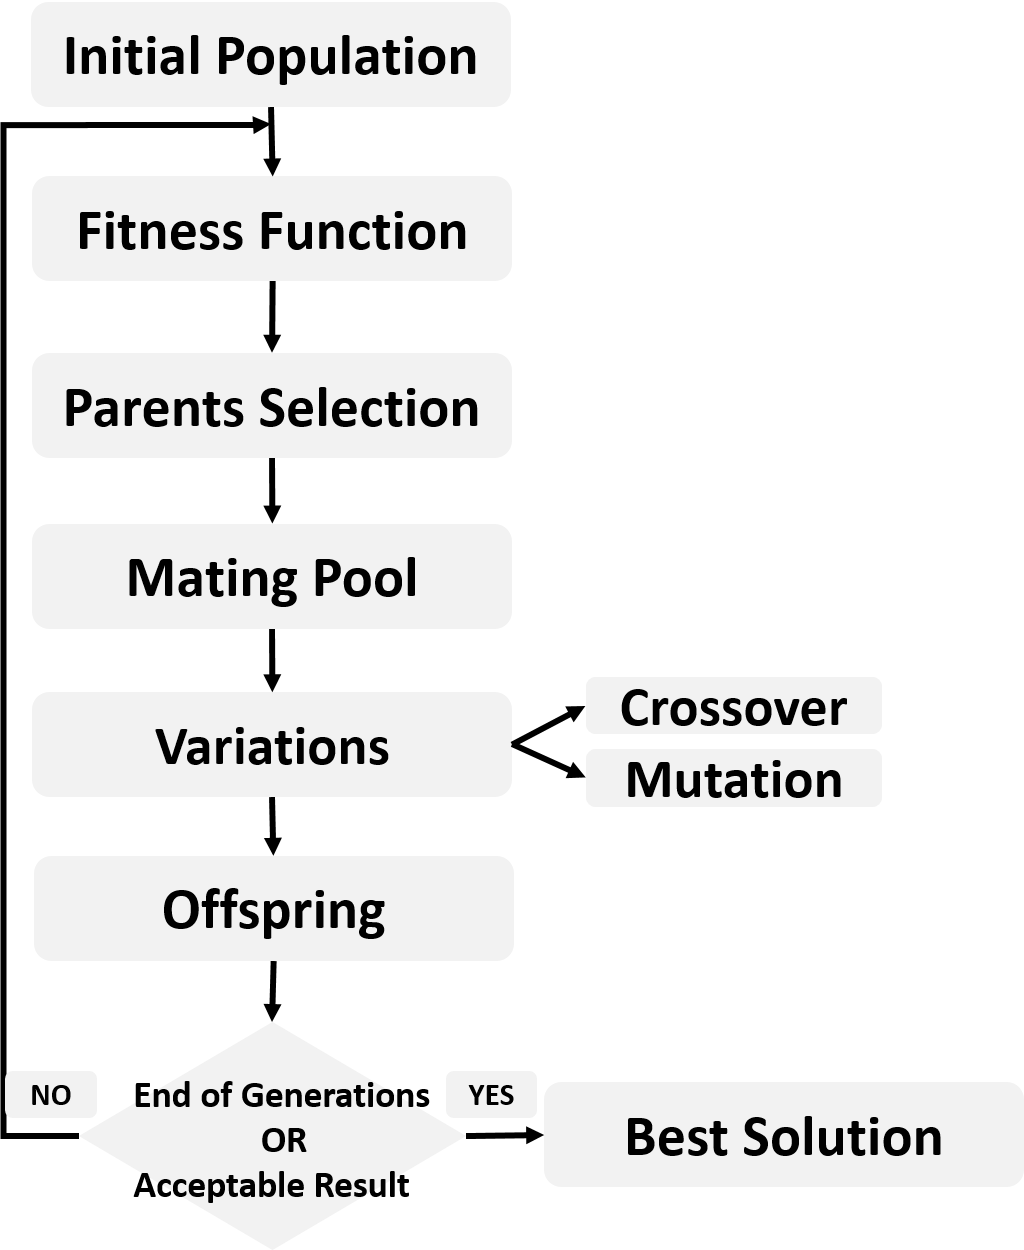 Initial Population
Fitness Function
Parents Selection
Mating Pool
Variations
Crossover
Mutation
Offspring
NO
End of Generations
OR
Acceptable Result
YES
Best Solution